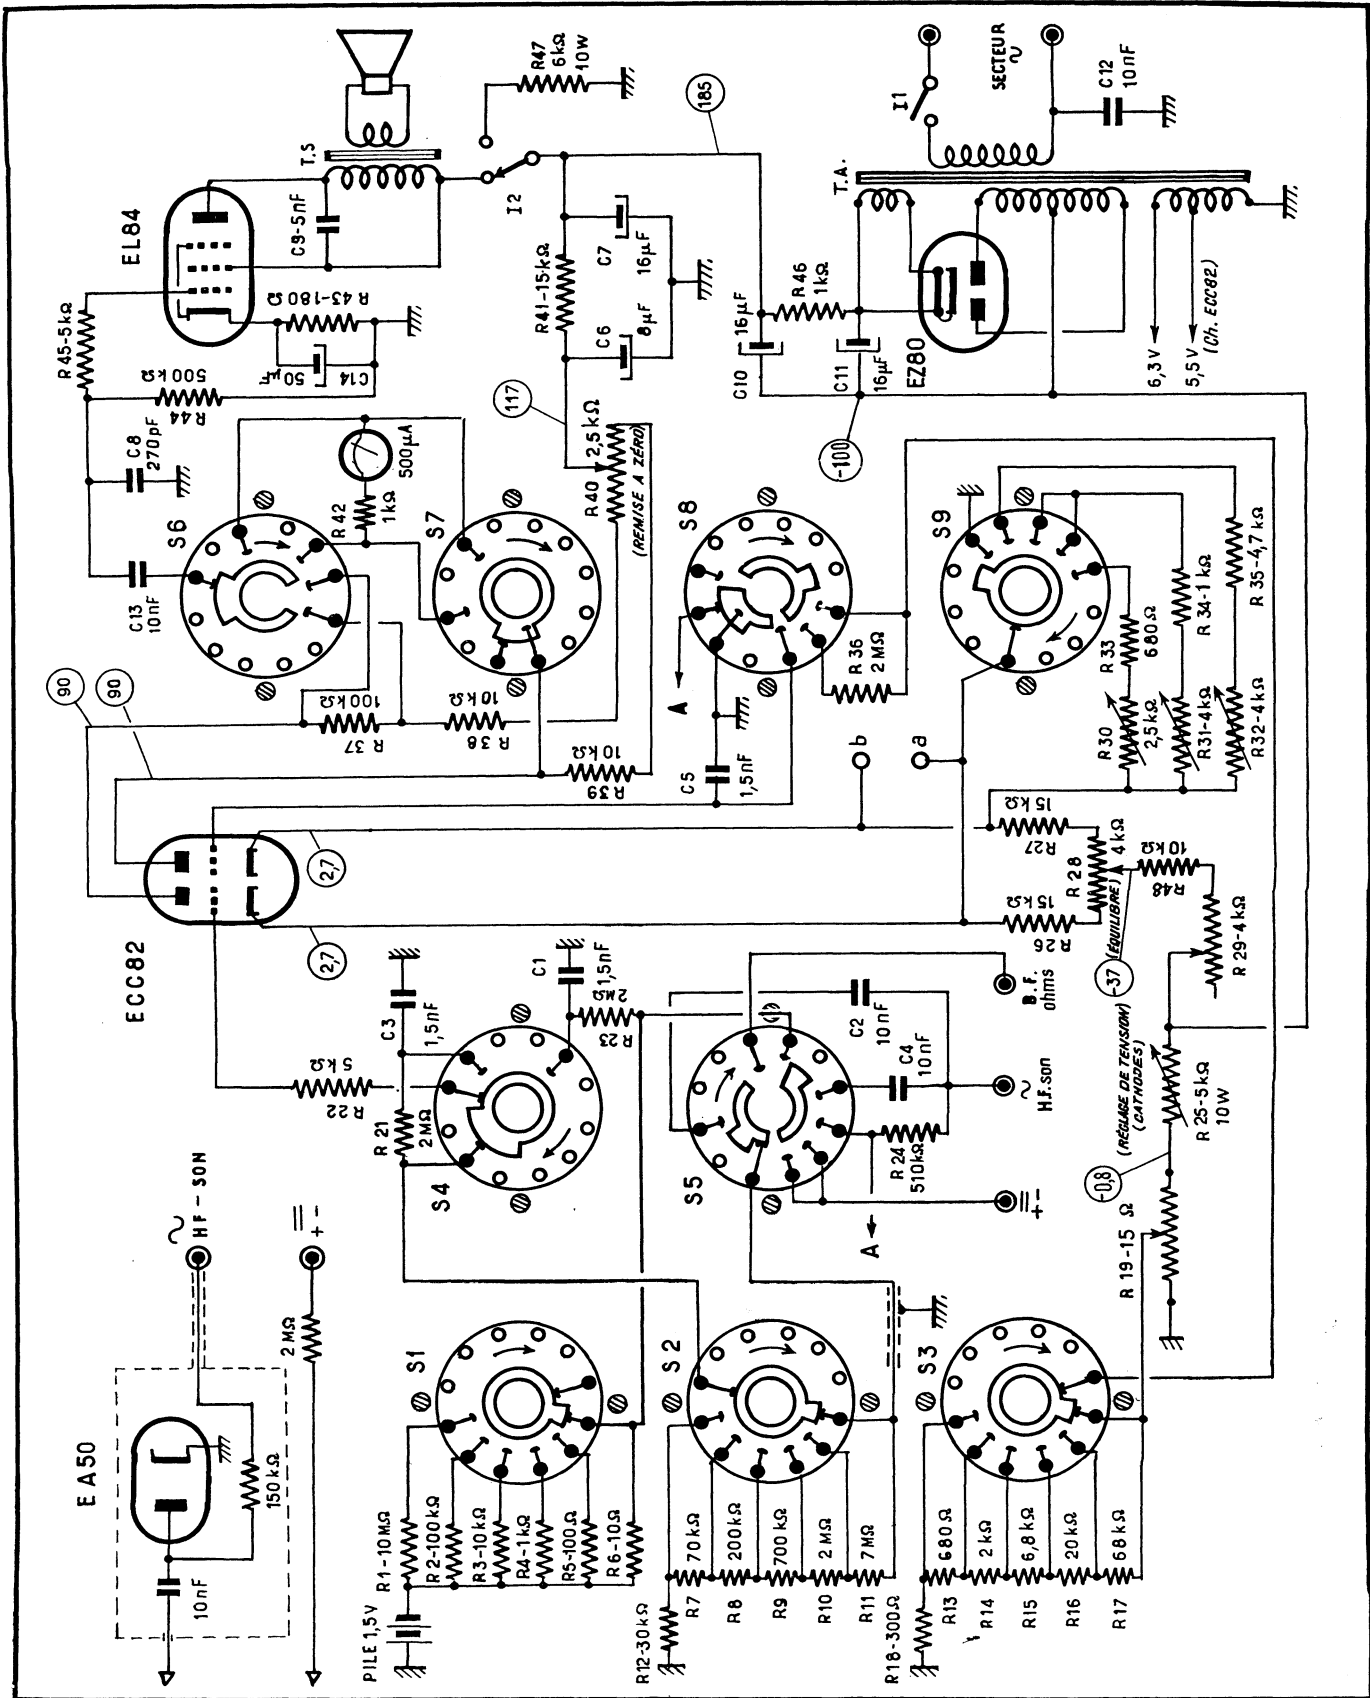 EA50
10nF
150kΩ
HF - SON
2 MΩ
PILE 1,5V
R1-10MΩ
R2-100kΩ
R3-10kΩ
R4-1kΩ
R5-100Ω
R6-10Ω
S1
R12-30kΩ
R7 70kΩ
R8 200kΩ
R9 700kΩ
R10 2 MΩ
R11 7MΩ
S2
R18-300Ω
R13 680Ω
R14 2kΩ
R15 6,8kΩ
R16 20kΩ
R17 68kΩ
S3
R19-15 Ω
-0,8
R25-5kΩ
10W
(RÉGLAGE DE TENSION)
(CATHODES)
R29-4kΩ
ECC82
R22 5kΩ
R21
2MΩ
C3
1,5nF
C1
1,5nF
R23 2MΩ
S4
S5
A
R24
510kΩ
C2
10nF
C4
10nF
+ -
H.F. son
B.F.
ohms
2,7
2,7
R26 15kΩ
R27 15kΩ
R28 4kΩ
(ÉQUILIBRE)
-37
R48 10kΩ
a
b
90
90
C13
10nF
S6
R37 100kΩ
R38 10kΩ
R39 10kΩ
C8
270pF
R44 500kΩ
R45-5kΩ
EL84
R43-180Ω
50µF
C14
R42
1kΩ
500µA
S7
117
R40 2,5kΩ
(REMISE A ZÉRO)
S8
A
C5
1,5nF
R36
2MΩ
S9
R33
680Ω
R34-1kΩ
R35-4,7kΩ
R30
2,5kΩ
R31-4kΩ
R32-4kΩ
C9-5nF
T.S
I2
R47
6kΩ
10W
R41-15kΩ
C6
8µF
C7
16µF
185
C10
16µF
R46
1kΩ
C11
16µF
-100
EZ80
T.A.
I1
SECTEUR
C12
10nF
6,3V
5,5V
(Ch. ECC82)